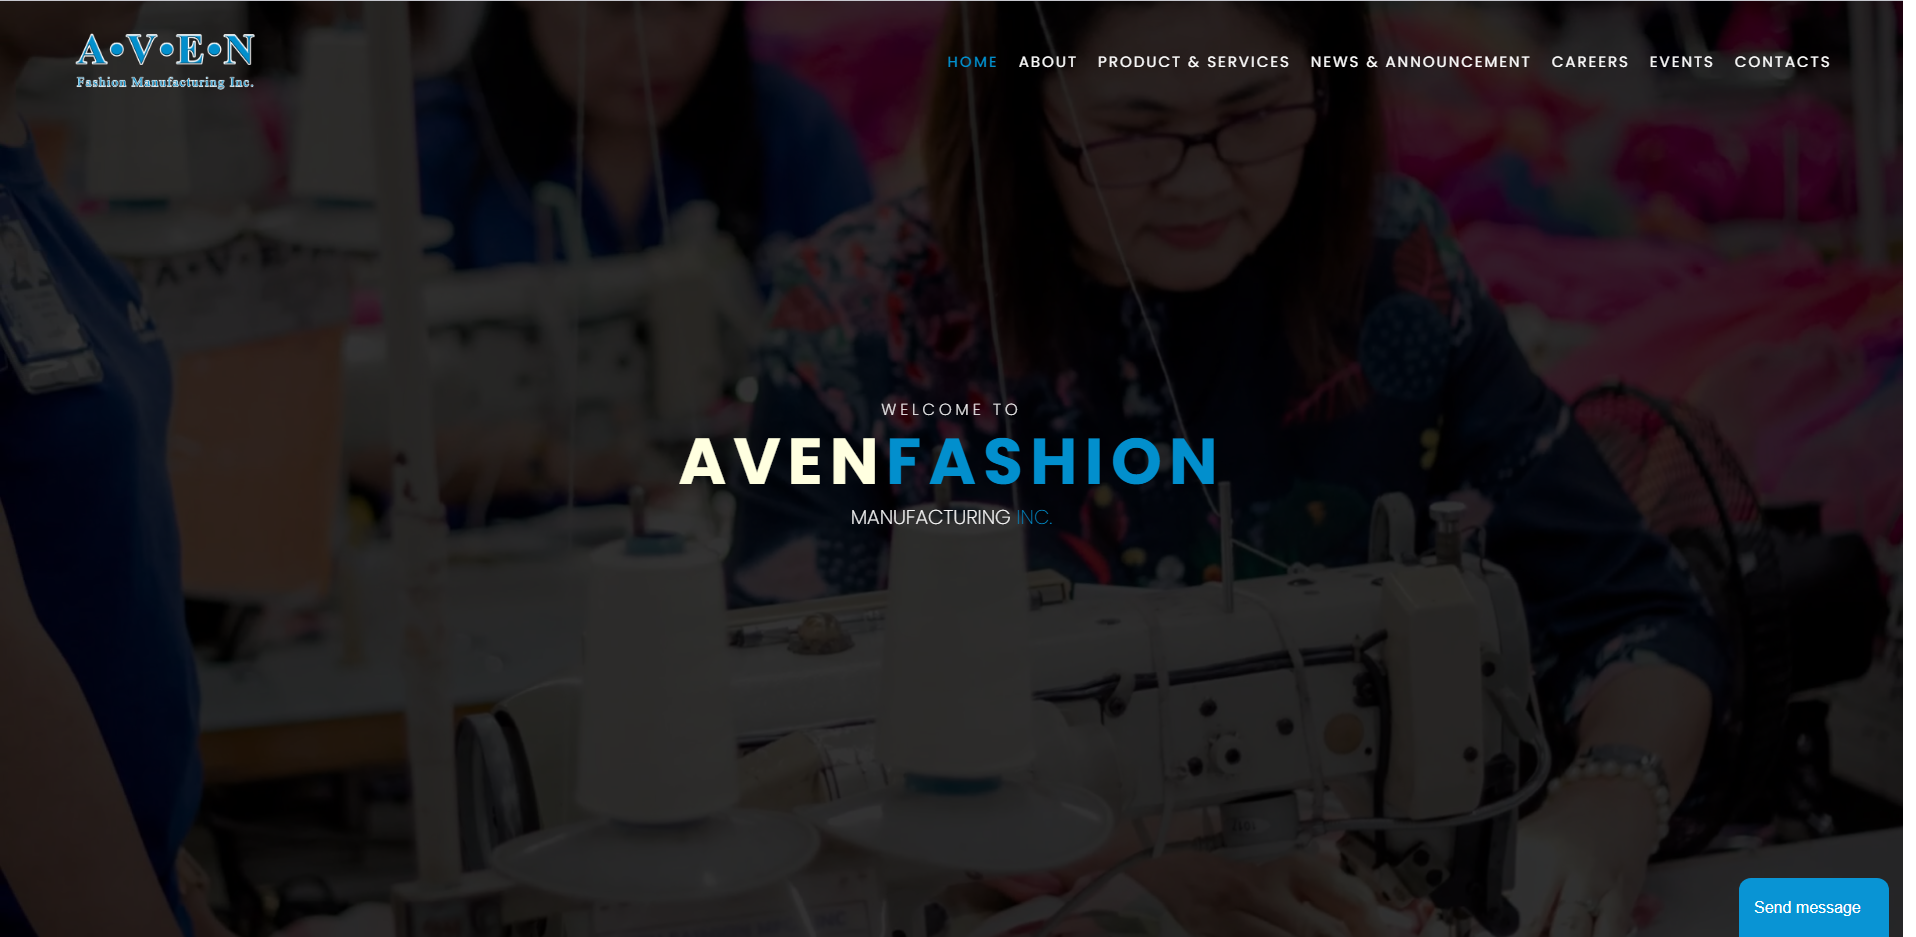 A•V•E•N
Fashion Manufacturing Inc.
HOME ABOUT PRODUCT & SERVICES NEWS & ANNOUNCEMENT CAREERS EVENTS CONTACTS
A•V•E•N
WELCOME TO
AVENFASHION
MANUFACTURING INC.
Send message